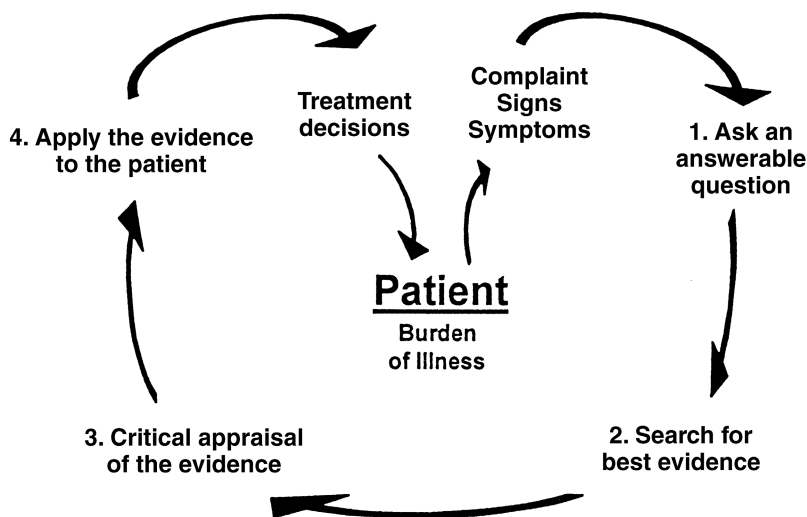 Complaint
Signs
Symptoms
1. Ask an
answerable
question
2. Search for
best evidence
3. Critical appraisal
of the evidence
4. Apply the evidence
to the patient
Treatment
decisions
Patient
Burden
of Illness